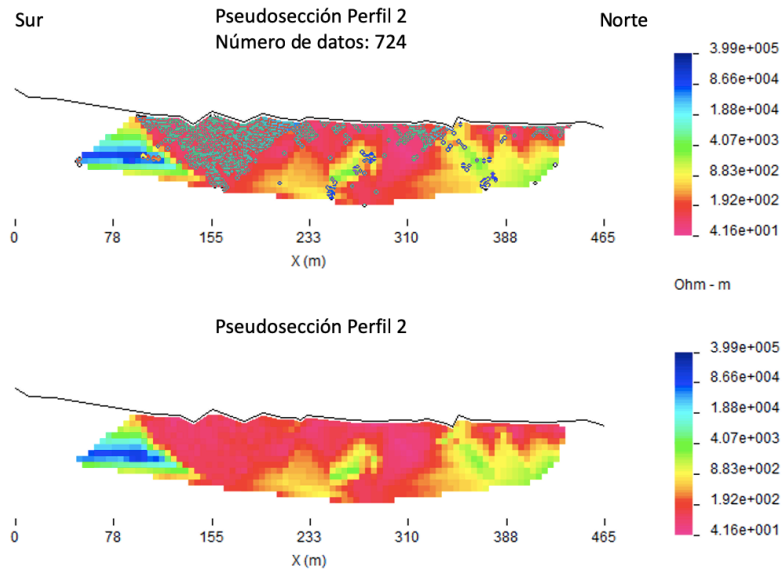 Sur
Pseudosección Perfil 2
Norte
Número de datos: 724
3.99e+005
8.66e+004
1.88e+004
4.07e+003
8.83e+002
1.92e+002
4.16e+001
0 78 155 233 310 388 465
X (m)
Ohm - m
Pseudosección Perfil 2
3.99e+005
8.66e+004
1.88e+004
4.07e+003
8.83e+002
1.92e+002
4.16e+001
0 78 155 233 310 388 465
X (m)